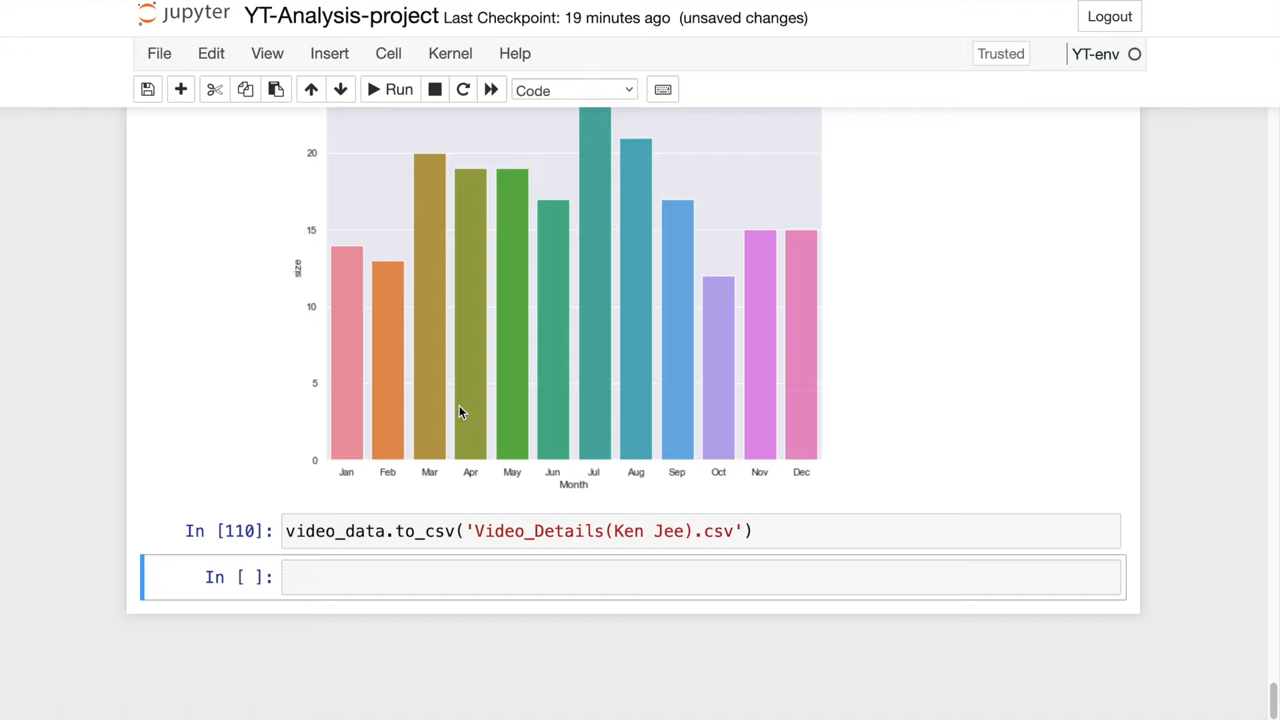 jupyter YT-Analysis-project Last Checkpoint: 19 minutes ago (unsaved changes) Logout
File Edit View Insert Cell Kernel Help Trusted YT-env
Run Code
20
15
10
5
0
size
Jan Feb Mar Apr May Jun Jul Aug Sep Oct Nov Dec
Month
In [110]: video_data.to_csv('Video_Details(Ken Jee).csv')
In [ ]: